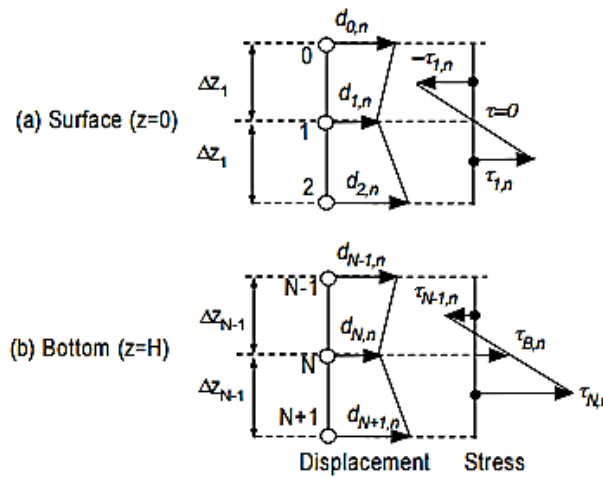 d0,n
0
Δz1
−τ1,n
(a) Surface (z=0)
d1,n
τ=0
1
Δz1
τ1,n
2
d2,n
dN-1,n
N-1
τN-1,n
ΔzN-1
dN,n
τB,n
(b) Bottom (z=H)
N
ΔzN-1
τN,n
N+1
dN+1,n
Displacement Stress